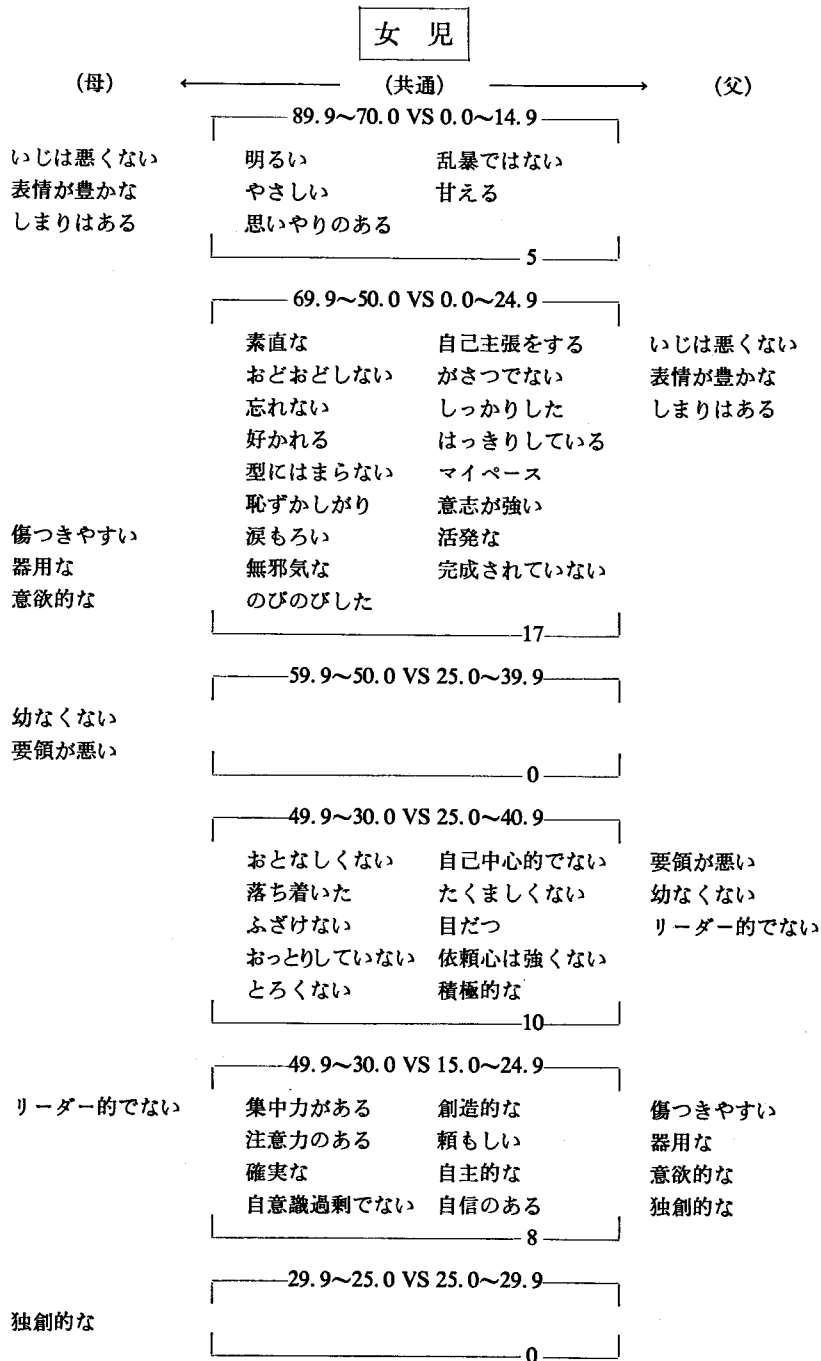 女 児
(母) (共通) (父)
89.9~70.0 VS 0.0~14.9
いじは悪くない 明るい 乱暴ではない
表情が豊かな やさしい 甘える
しまりはある 思いやりのある
5
69.9~50.0 VS 0.0~24.9
素直な 自己主張をする いじは悪くない
おどおどしない がさつでない 表情が豊かな
忘れない しっかりした しまりはある
好かれる はっきりしている
型にはまらない マイペース
恥ずかしがり 意志が強い
傷つきやすい 涙もろい 活発な
器用な 無邪気な 完成されていない
意欲的な のびのびした
17
59.9~50.0 VS 25.0~39.9
幼なくない
要領が悪い
0
49.9~30.0 VS 25.0~40.9
おとなしくない 自己中心的でない 要領が悪い
落ち着いた たくましくない 幼なくない
ふざけない 目だつ リーダー的でない
おっとりしていない 依頼心は強くない
とろくない 積極的な
10
49.9~30.0 VS 15.0~24.9
リーダー的でない 集中力がある 創造的な 傷つきやすい
注意力のある 頼もしい 器用な
確実な 自主的な 意欲的な
自意識過剰でない 自信のある 独創的な
8
29.9~25.0 VS 25.0~29.9
独創的な
0